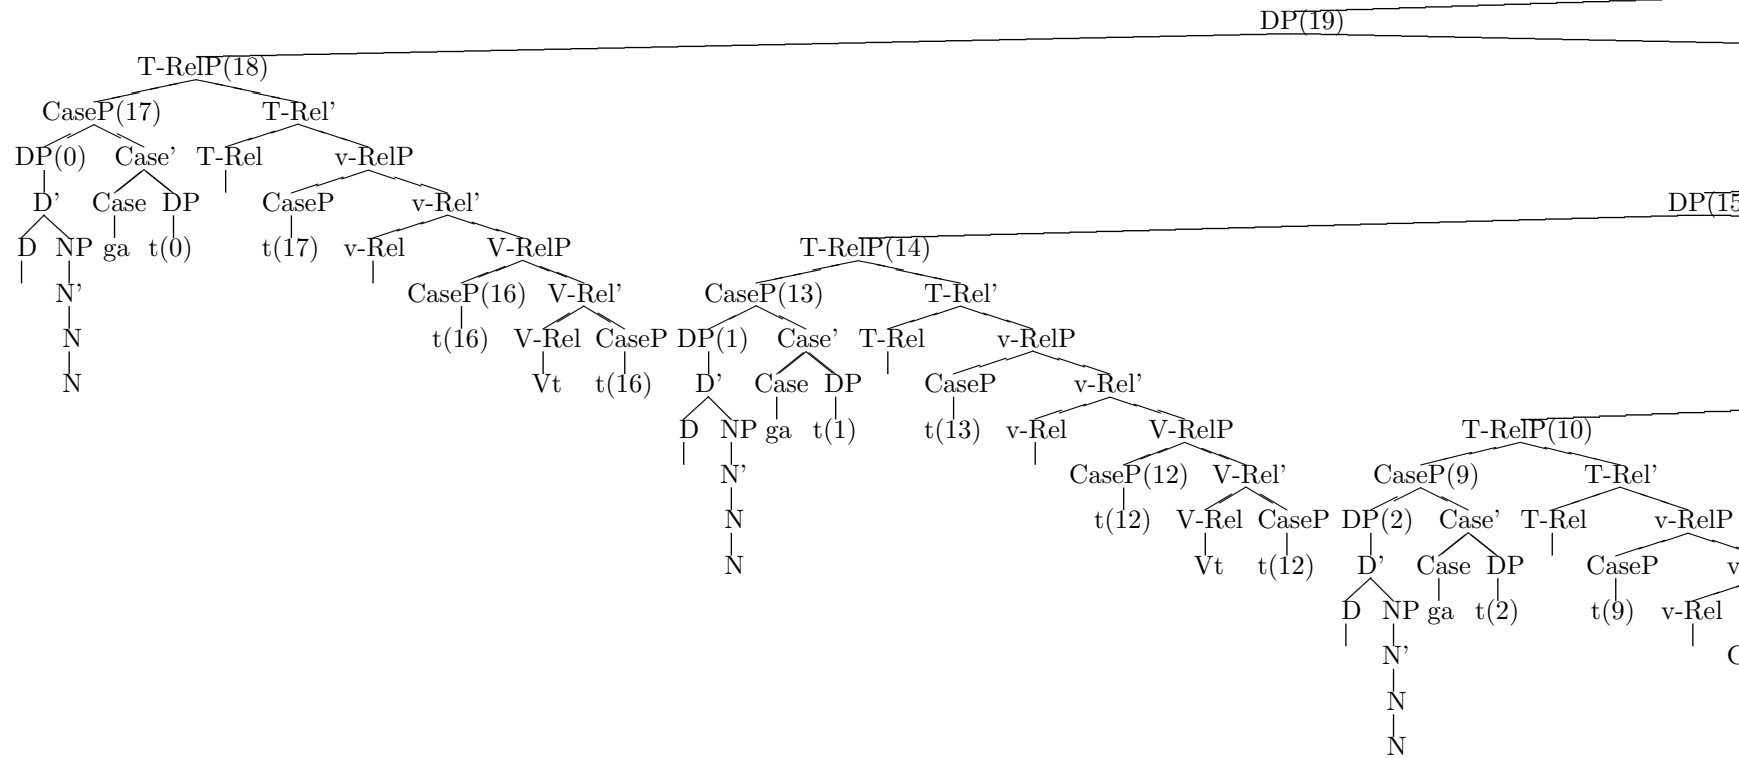 DP(19)
T-RelP(18)
CaseP(17) T-Rel'
DP(0) Case' T-Rel v-RelP
D' Case DP CaseP v-Rel' DP(15
D NP ga t(0) t(17) v-Rel V-RelP T-RelP(14)
N' CaseP(16) V-Rel' CaseP(13) T-Rel'
N t(16) V-Rel CaseP DP(1) Case' T-Rel v-RelP
N Vt t(16) D' Case DP CaseP v-Rel'
D NP ga t(1) t(13) v-Rel V-RelP T-RelP(10)
N' CaseP(12) V-Rel' CaseP(9) T-Rel'
N t(12) V-Rel CaseP DP(2) Case' T-Rel v-RelP
N Vt t(12) D' Case DP CaseP v
D NP ga t(2) t(9) v-Rel
N'
N
N